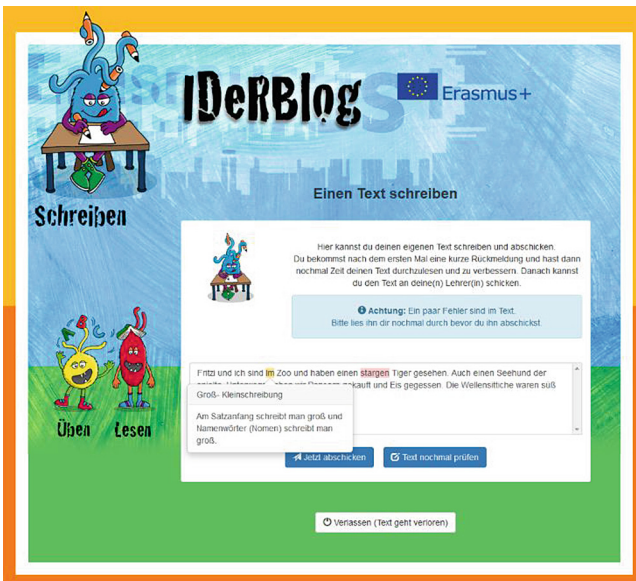 IDeRBlog
Erasmus+
Schreiben
Einen Text schreiben
Hier kannst du deinen eigenen Text schreiben und abschicken.
Du bekommst nach dem ersten Mal eine kurze Rückmeldung und hast dann
nochmal Zeit deinen Text durchzulesen und zu verbessern. Danach kannst
du den Text an deine(n) Lehrer(in) schicken.
Achtung: Ein paar Fehler sind im Text.
Bitte lies ihn dir nochmal durch bevor du ihn abschickst.
Fritzi und ich sind Im Zoo und haben einen stargen Tiger gesehen. Auch einen Seehund der
gekauft und Eis gegessen. Die Wellensittiche waren süß
Groß- Kleinschreibung
Am Satzanfang schreibt man groß und
Namenwörter (Nomen) schreibt man
groß.
Jetzt abschicken
Text nochmal prüfen
ABC
Üben
Lesen
Verlassen (Text geht verloren)